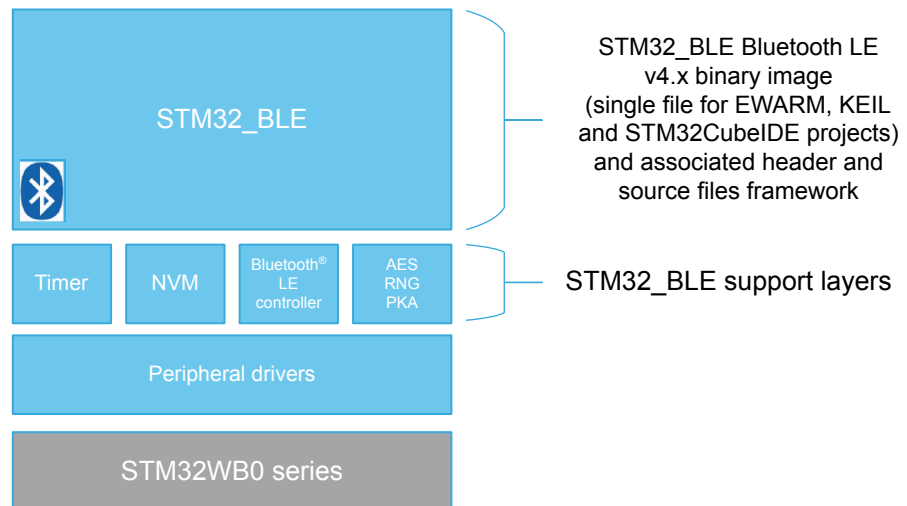 STM32_BLE
STM32_BLE Bluetooth LE
v4.x binary image
(single file for EWARM, KEIL
and STM32CubeIDE projects)
and associated header and
source files framework
Timer
NVM
Bluetooth®
LE
controller
AES
RNG
PKA
STM32_BLE support layers
Peripheral drivers
STM32WB0 series